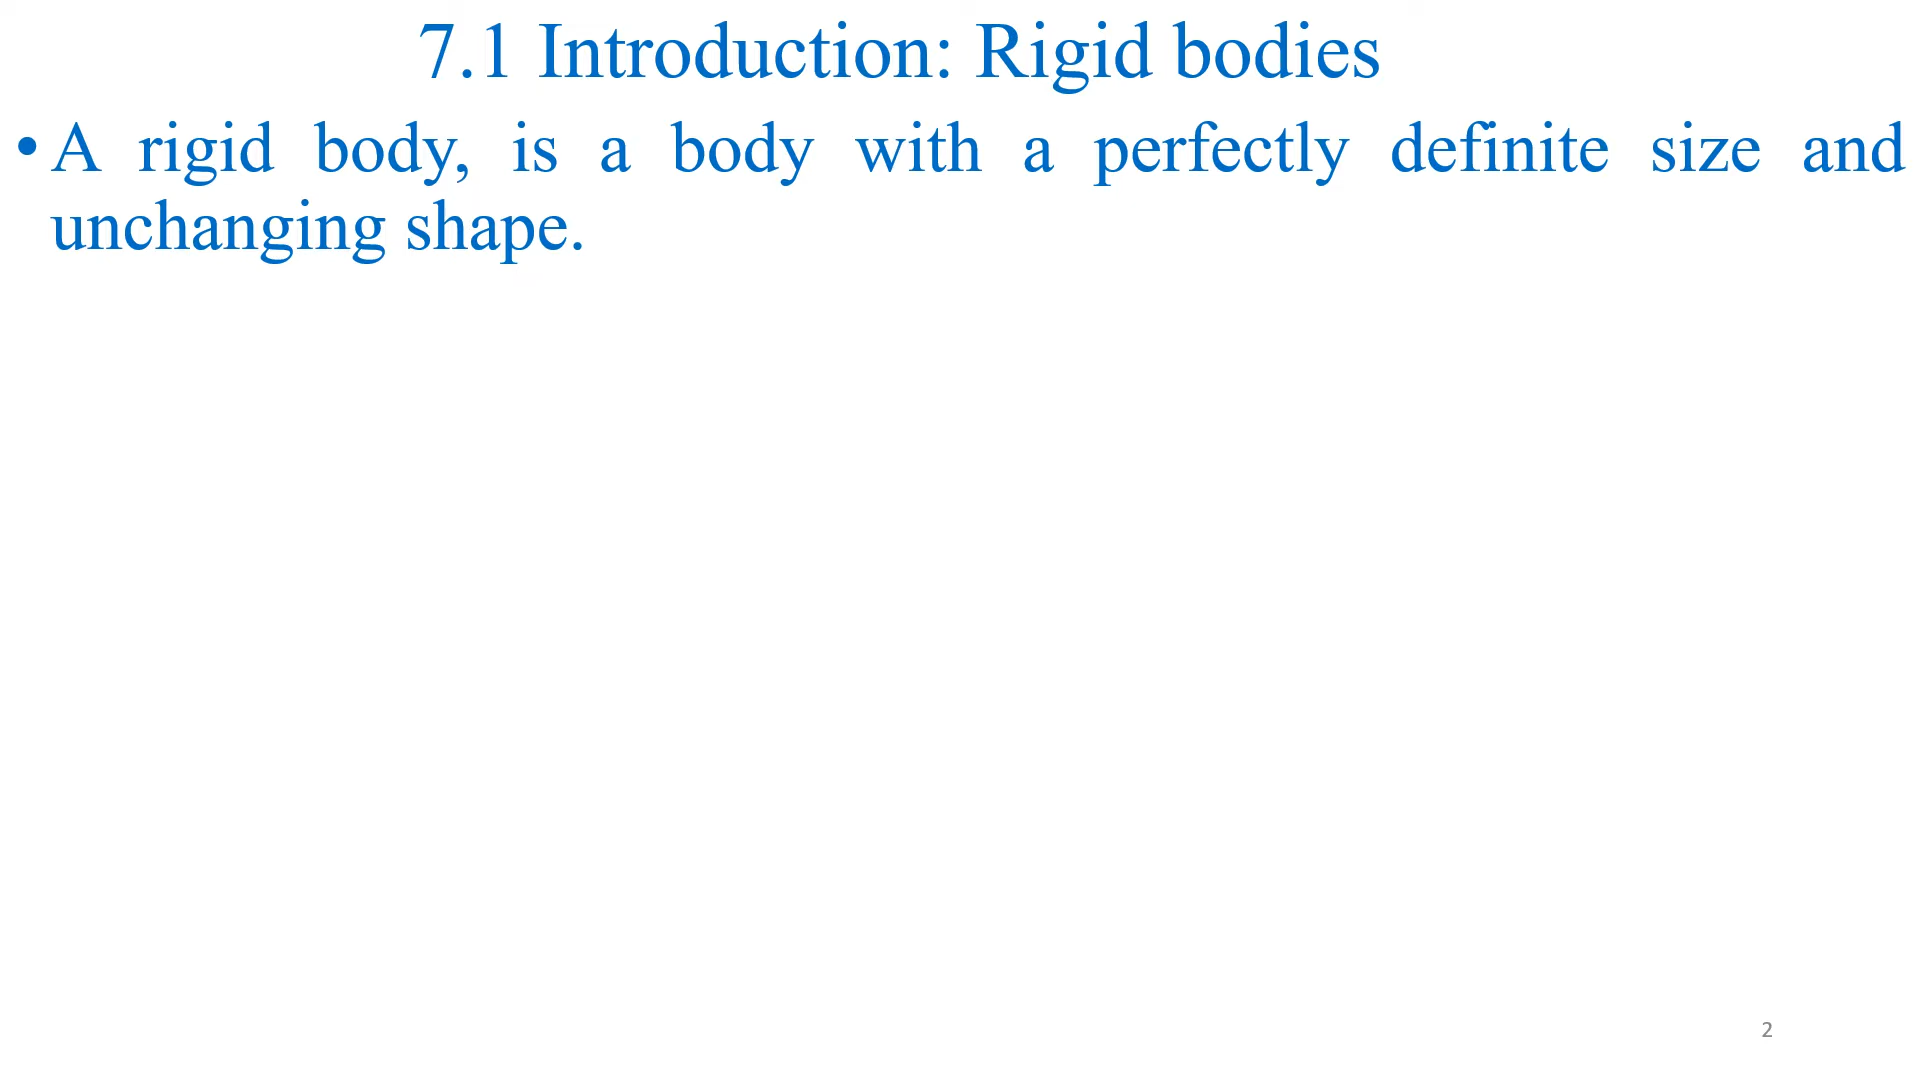 7.1 Introduction: Rigid bodies
• A rigid body, is a body with a perfectly definite size and
unchanging shape.
2